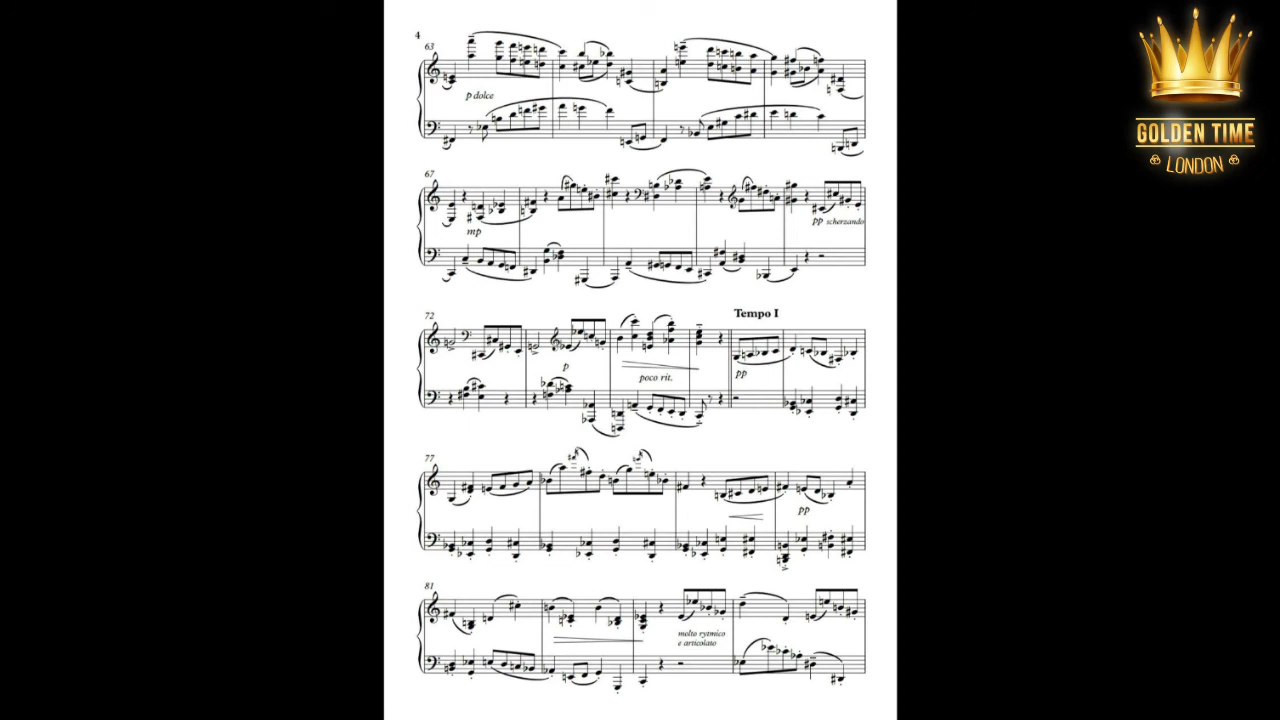 4
63
p dolce
67
mp
pp scherzando
72
Tempo I
p
poco rit.
pp
77
pp
81
molto rytmico
e articolato
GOLDEN TIME
LONDON